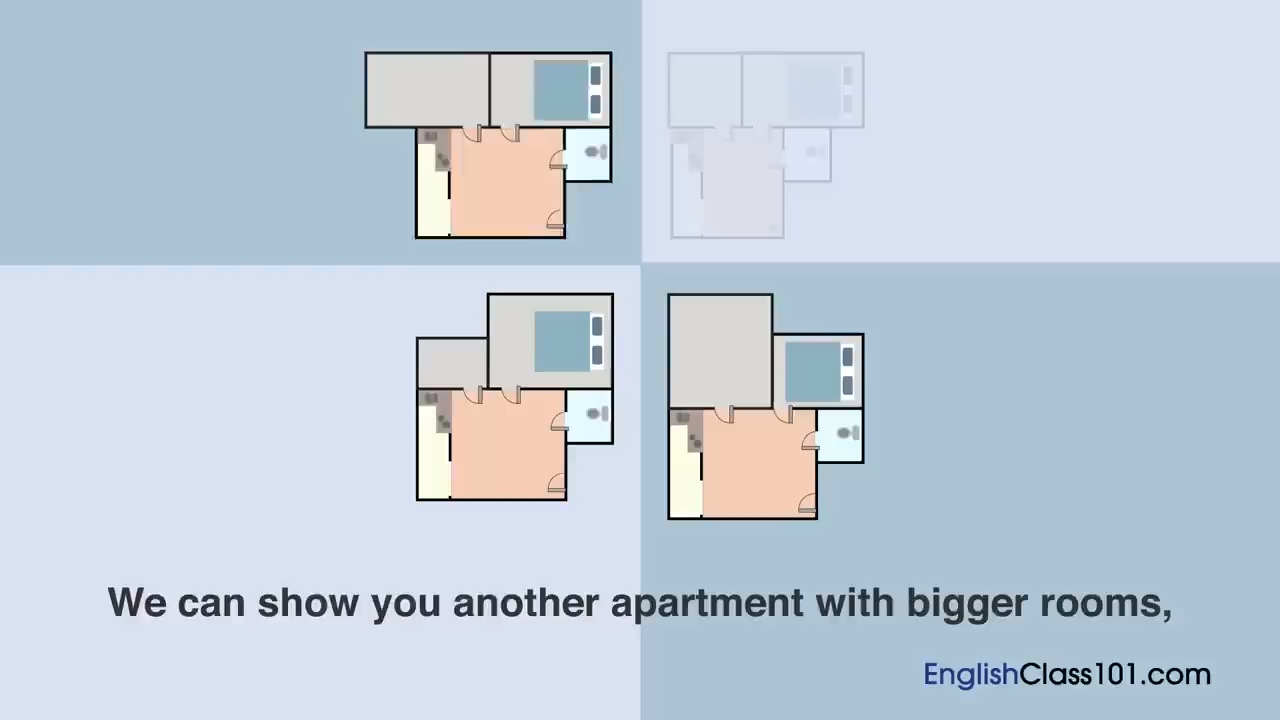 We can show you another apartment with bigger rooms,
EnglishClass101.com